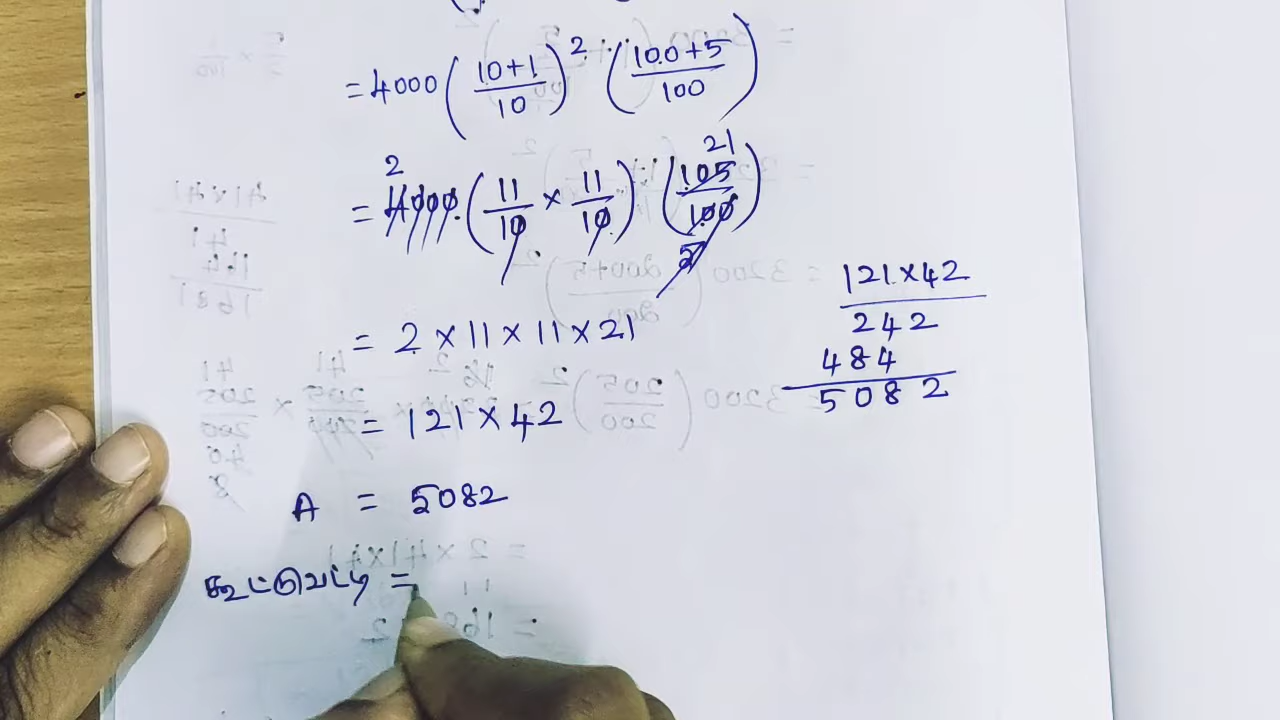 = 4000 ( 10+1 / 10 )² ( 100+5 / 100 )
2 21
= 4000 ( 11 / 10 × 11 / 10 ) ( 105 / 100 )
121×42
242
484
5082
= 2 × 11 × 11 × 21
= 121 × 42
A = 5082
கூட்டுவட்டி =